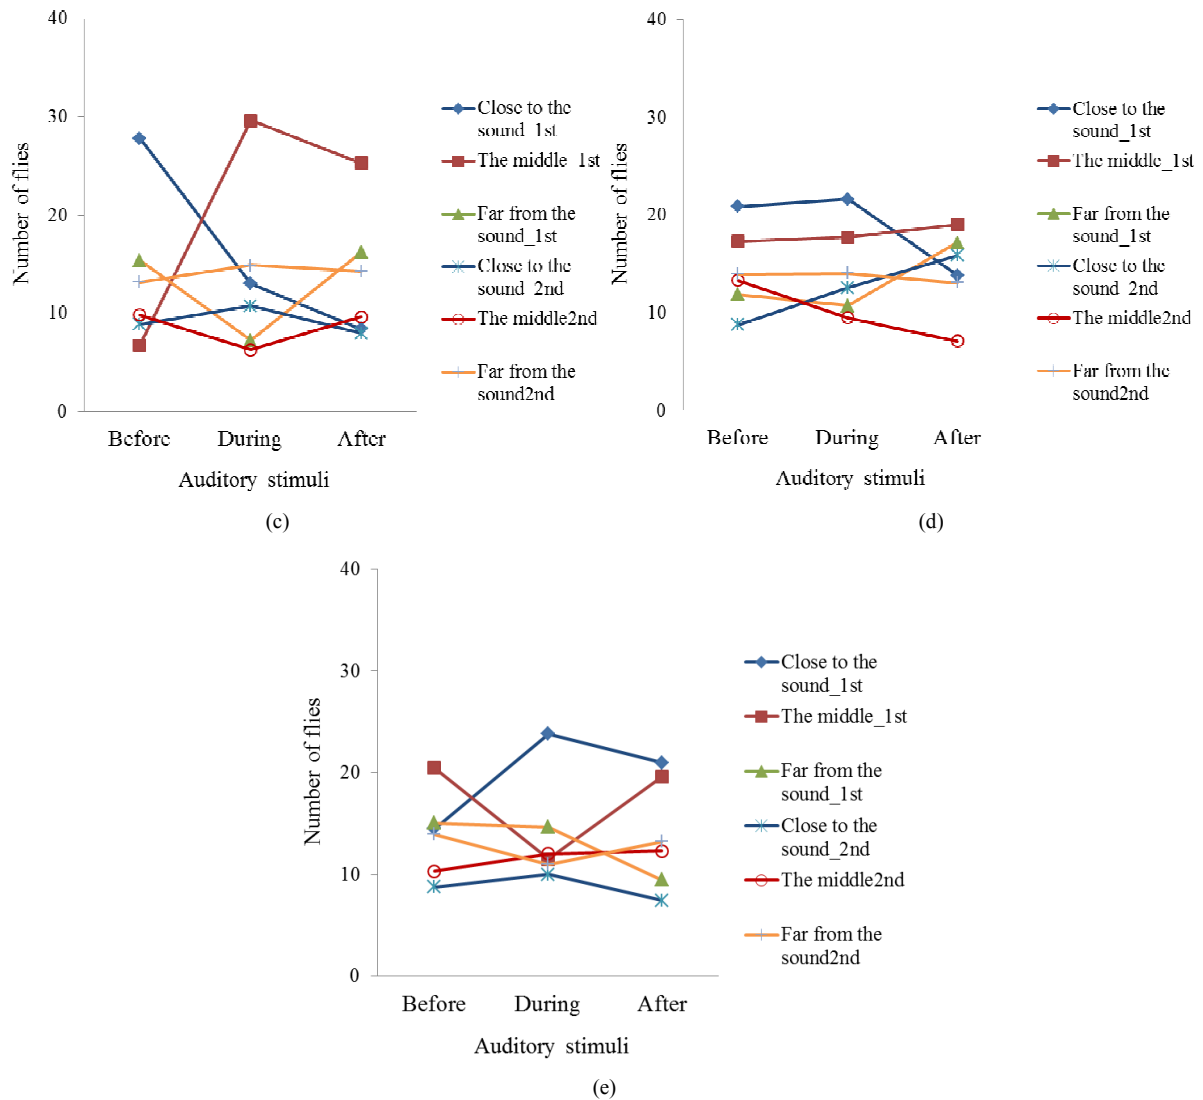 40
30
20
10
0
Number of flies
Before During After
Auditory stimuli
Close to the
sound_1st
The middle_1st
Far from the
sound_1st
Close to the
sound_2nd
The middle2nd
Far from the
sound2nd
(c)
40
30
20
10
0
Number of flies
Before During After
Auditory stimuli
Close to the
sound_1st
The middle_1st
Far from the
sound_1st
Close to the
sound_2nd
The middle2nd
Far from the
sound2nd
(d)
40
30
20
10
0
Number of flies
Before During After
Auditory stimuli
Close to the
sound_1st
The middle_1st
Far from the
sound_1st
Close to the
sound_2nd
The middle2nd
Far from the
sound2nd
(e)